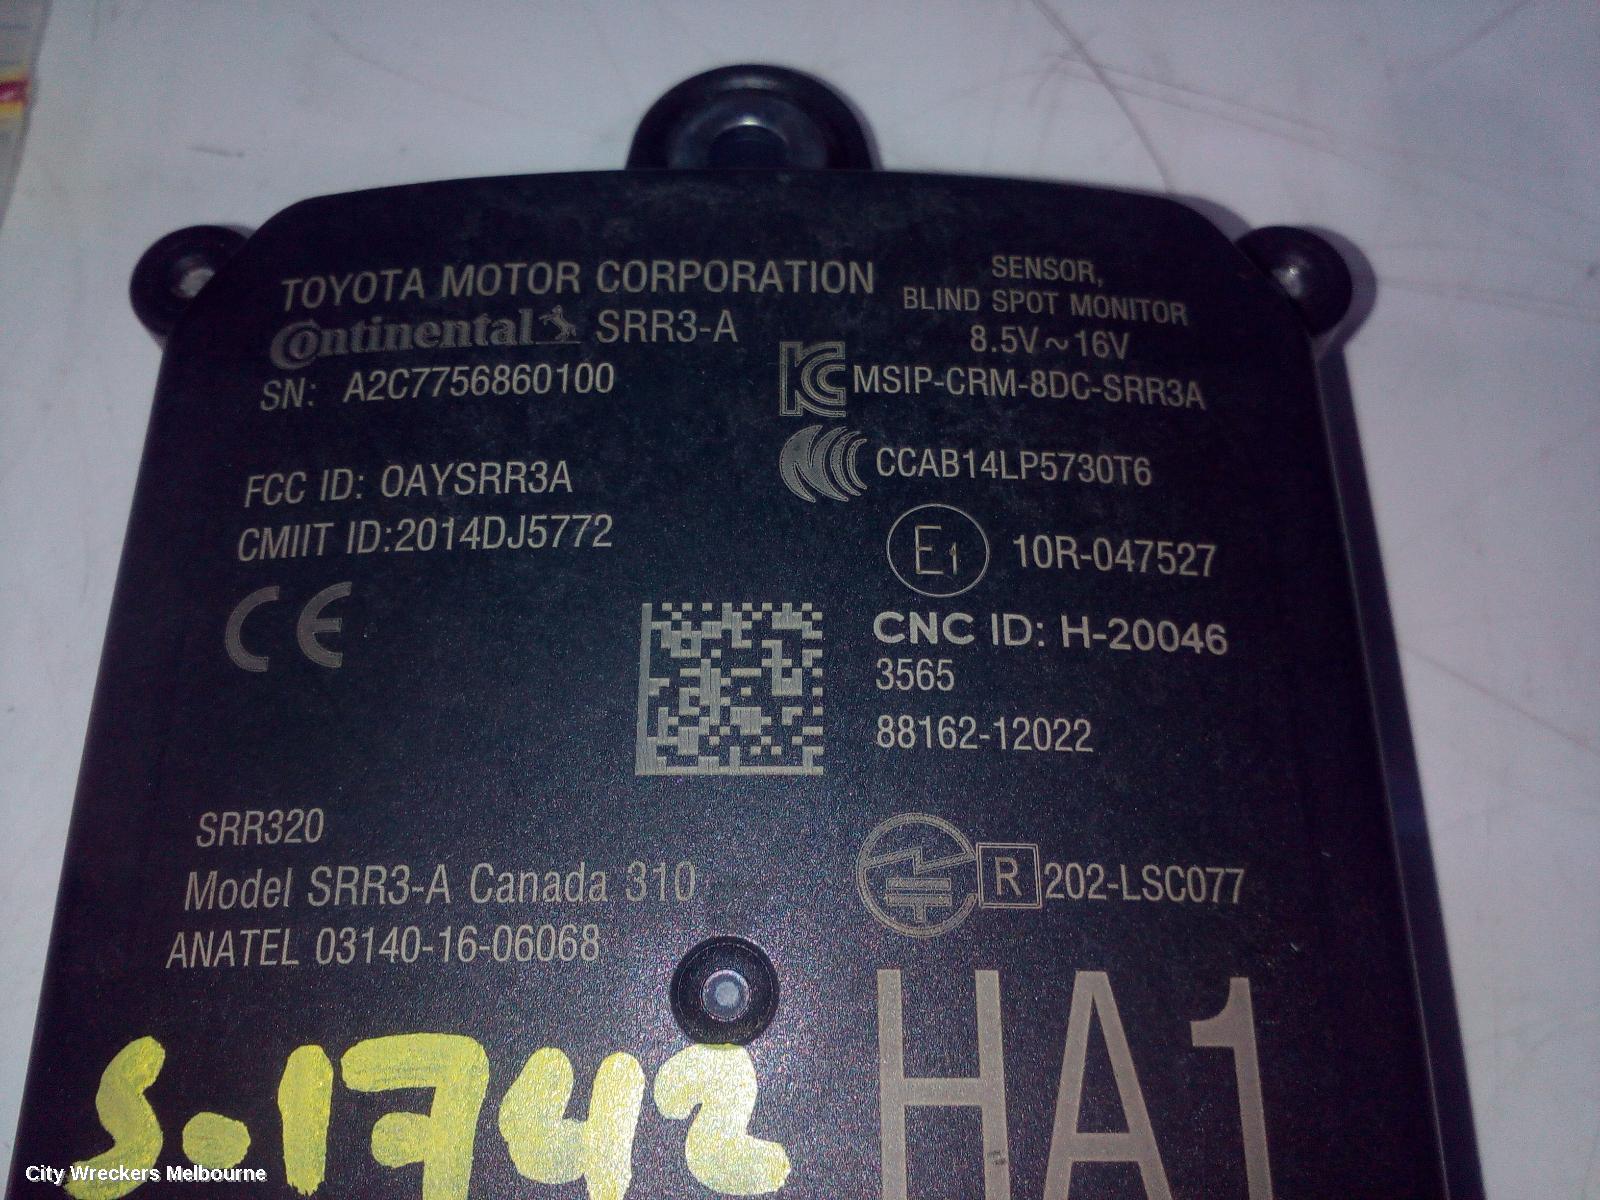 TOYOTA MOTOR CORPORATION
Continental SRR3-A
SN: A2C7756860100
SENSOR,
BLIND SPOT MONITOR
8.5V~16V
MSIP-CRM-8DC-SRR3A
CCAB14LP5730T6
FCC ID: OAYSRR3A
CMIIT ID:2014DJ5772
CE
E1 10R-047527
CNC ID: H-20046
3565
88162-12022
SRR320
Model SRR3-A Canada 310
ANATEL 03140-16-06068
R 202-LSC077
HA1
S.1742
City Wreckers Melbourne